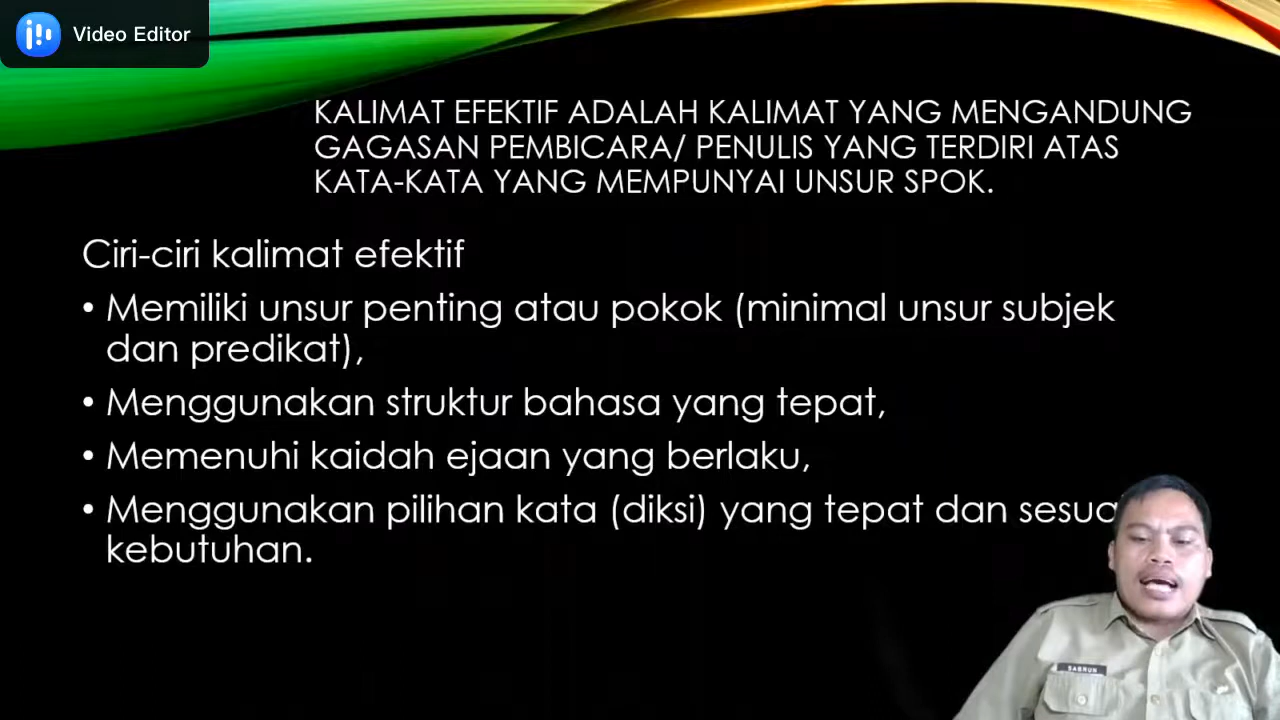 Video Editor
KALIMAT EFEKTIF ADALAH KALIMAT YANG MENGANDUNG
GAGASAN PEMBICARA/ PENULIS YANG TERDIRI ATAS
KATA-KATA YANG MEMPUNYAI UNSUR SPOK.
Ciri-ciri kalimat efektif
• Memiliki unsur penting atau pokok (minimal unsur subjek
dan predikat),
• Menggunakan struktur bahasa yang tepat,
• Memenuhi kaidah ejaan yang berlaku,
• Menggunakan pilihan kata (diksi) yang tepat dan sesua
kebutuhan.
SABRUN